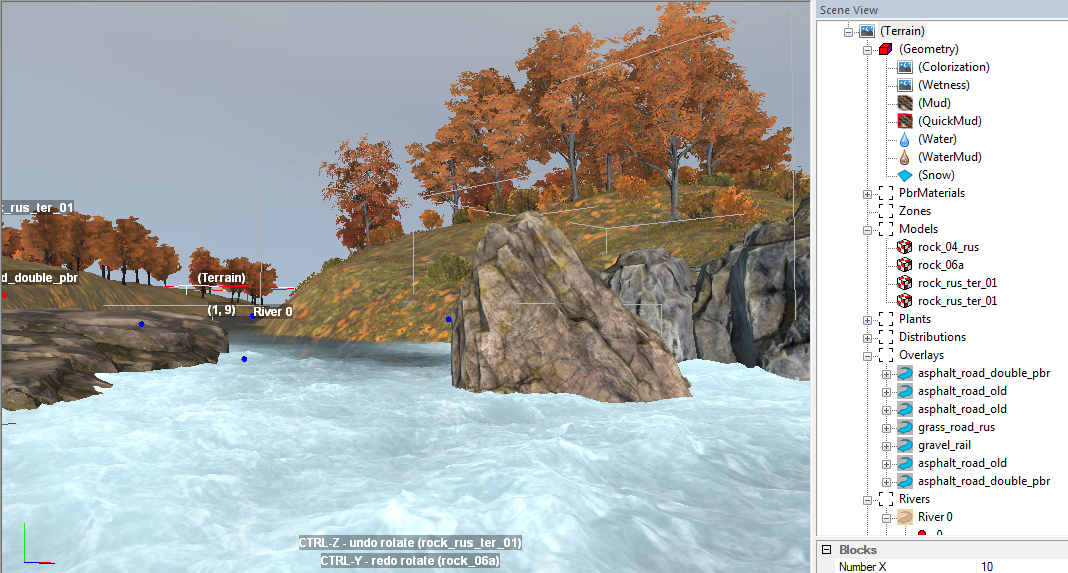 Scene View
(Terrain)
(Geometry)
(Colorization)
(Wetness)
(Mud)
(QuickMud)
(Water)
(WaterMud)
(Snow)
PbrMaterials
Zones
Models
rock_04_rus
rock_06a
rock_rus_ter_01
rock_rus_ter_01
Plants
Distributions
Overlays
asphalt_road_double_pbr
asphalt_road_old
asphalt_road_old
grass_road_rus
gravel_rail
asphalt_road_old
asphalt_road_double_pbr
Rivers
River 0
0
Blocks
Number X 10
_rus_ter_01
d_double_pbr
(Terrain)
(1, 9) River 0
CTRL-Z - undo rotate (rock_rus_ter_01)
CTRL-Y - redo rotate (rock_06a)